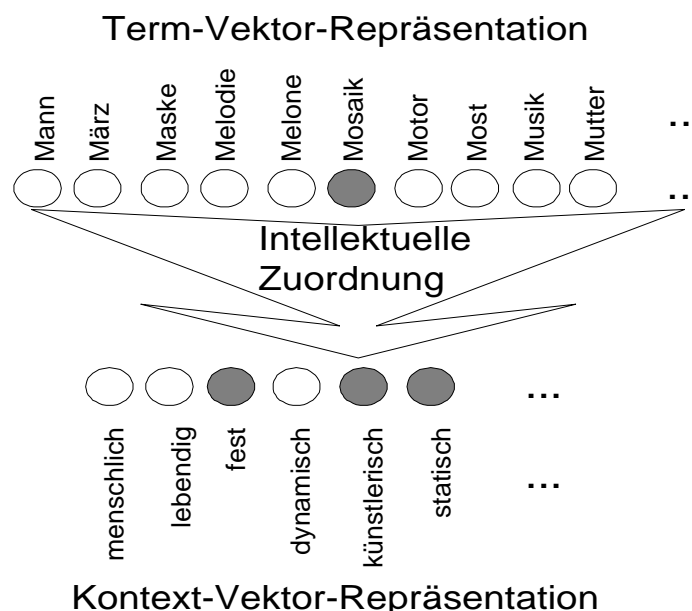 Term-Vektor-Repräsentation
Mann März Maske Melodie Melone Mosaik Motor Most Musik Mutter ..
..
Intellektuelle
Zuordnung
...
menschlich lebendig fest dynamisch künstlerisch statisch ...
Kontext-Vektor-Repräsentation